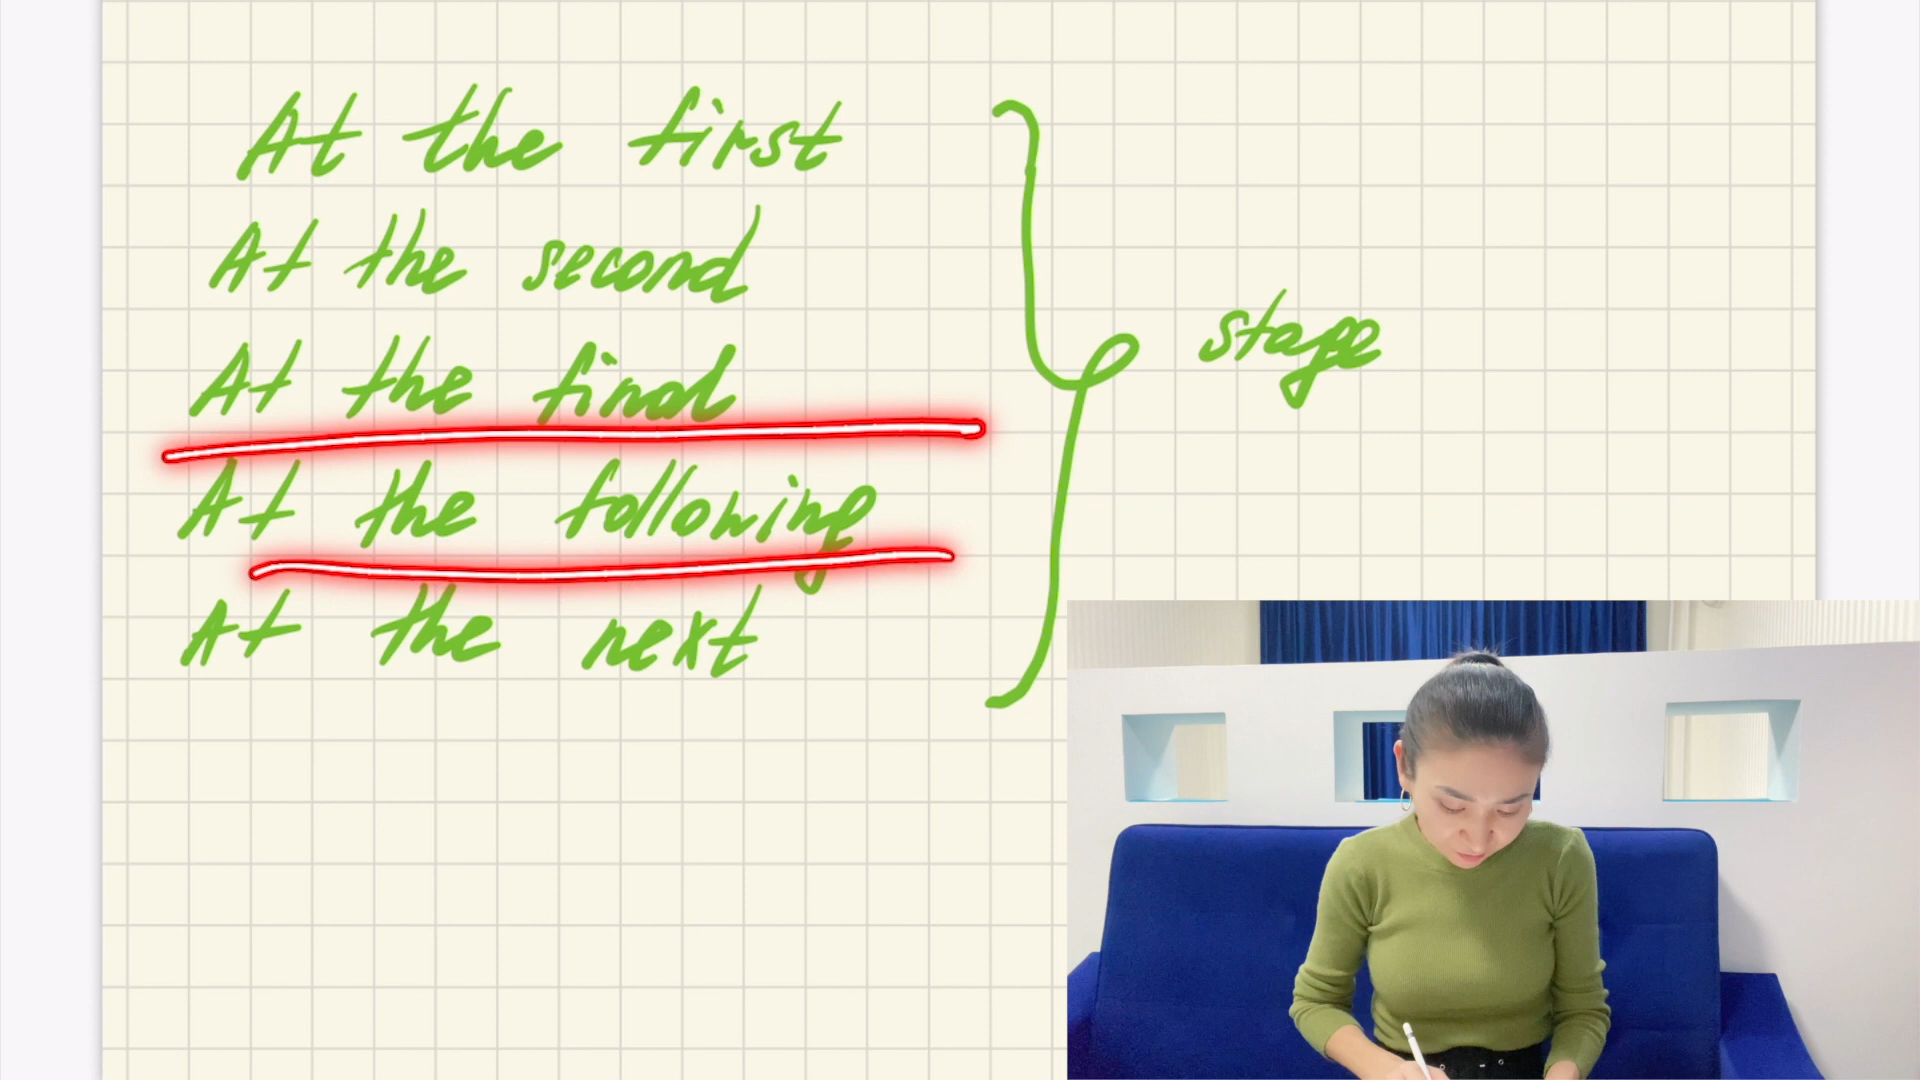 At the first
At the second
At the final
At the following
At the next
stage